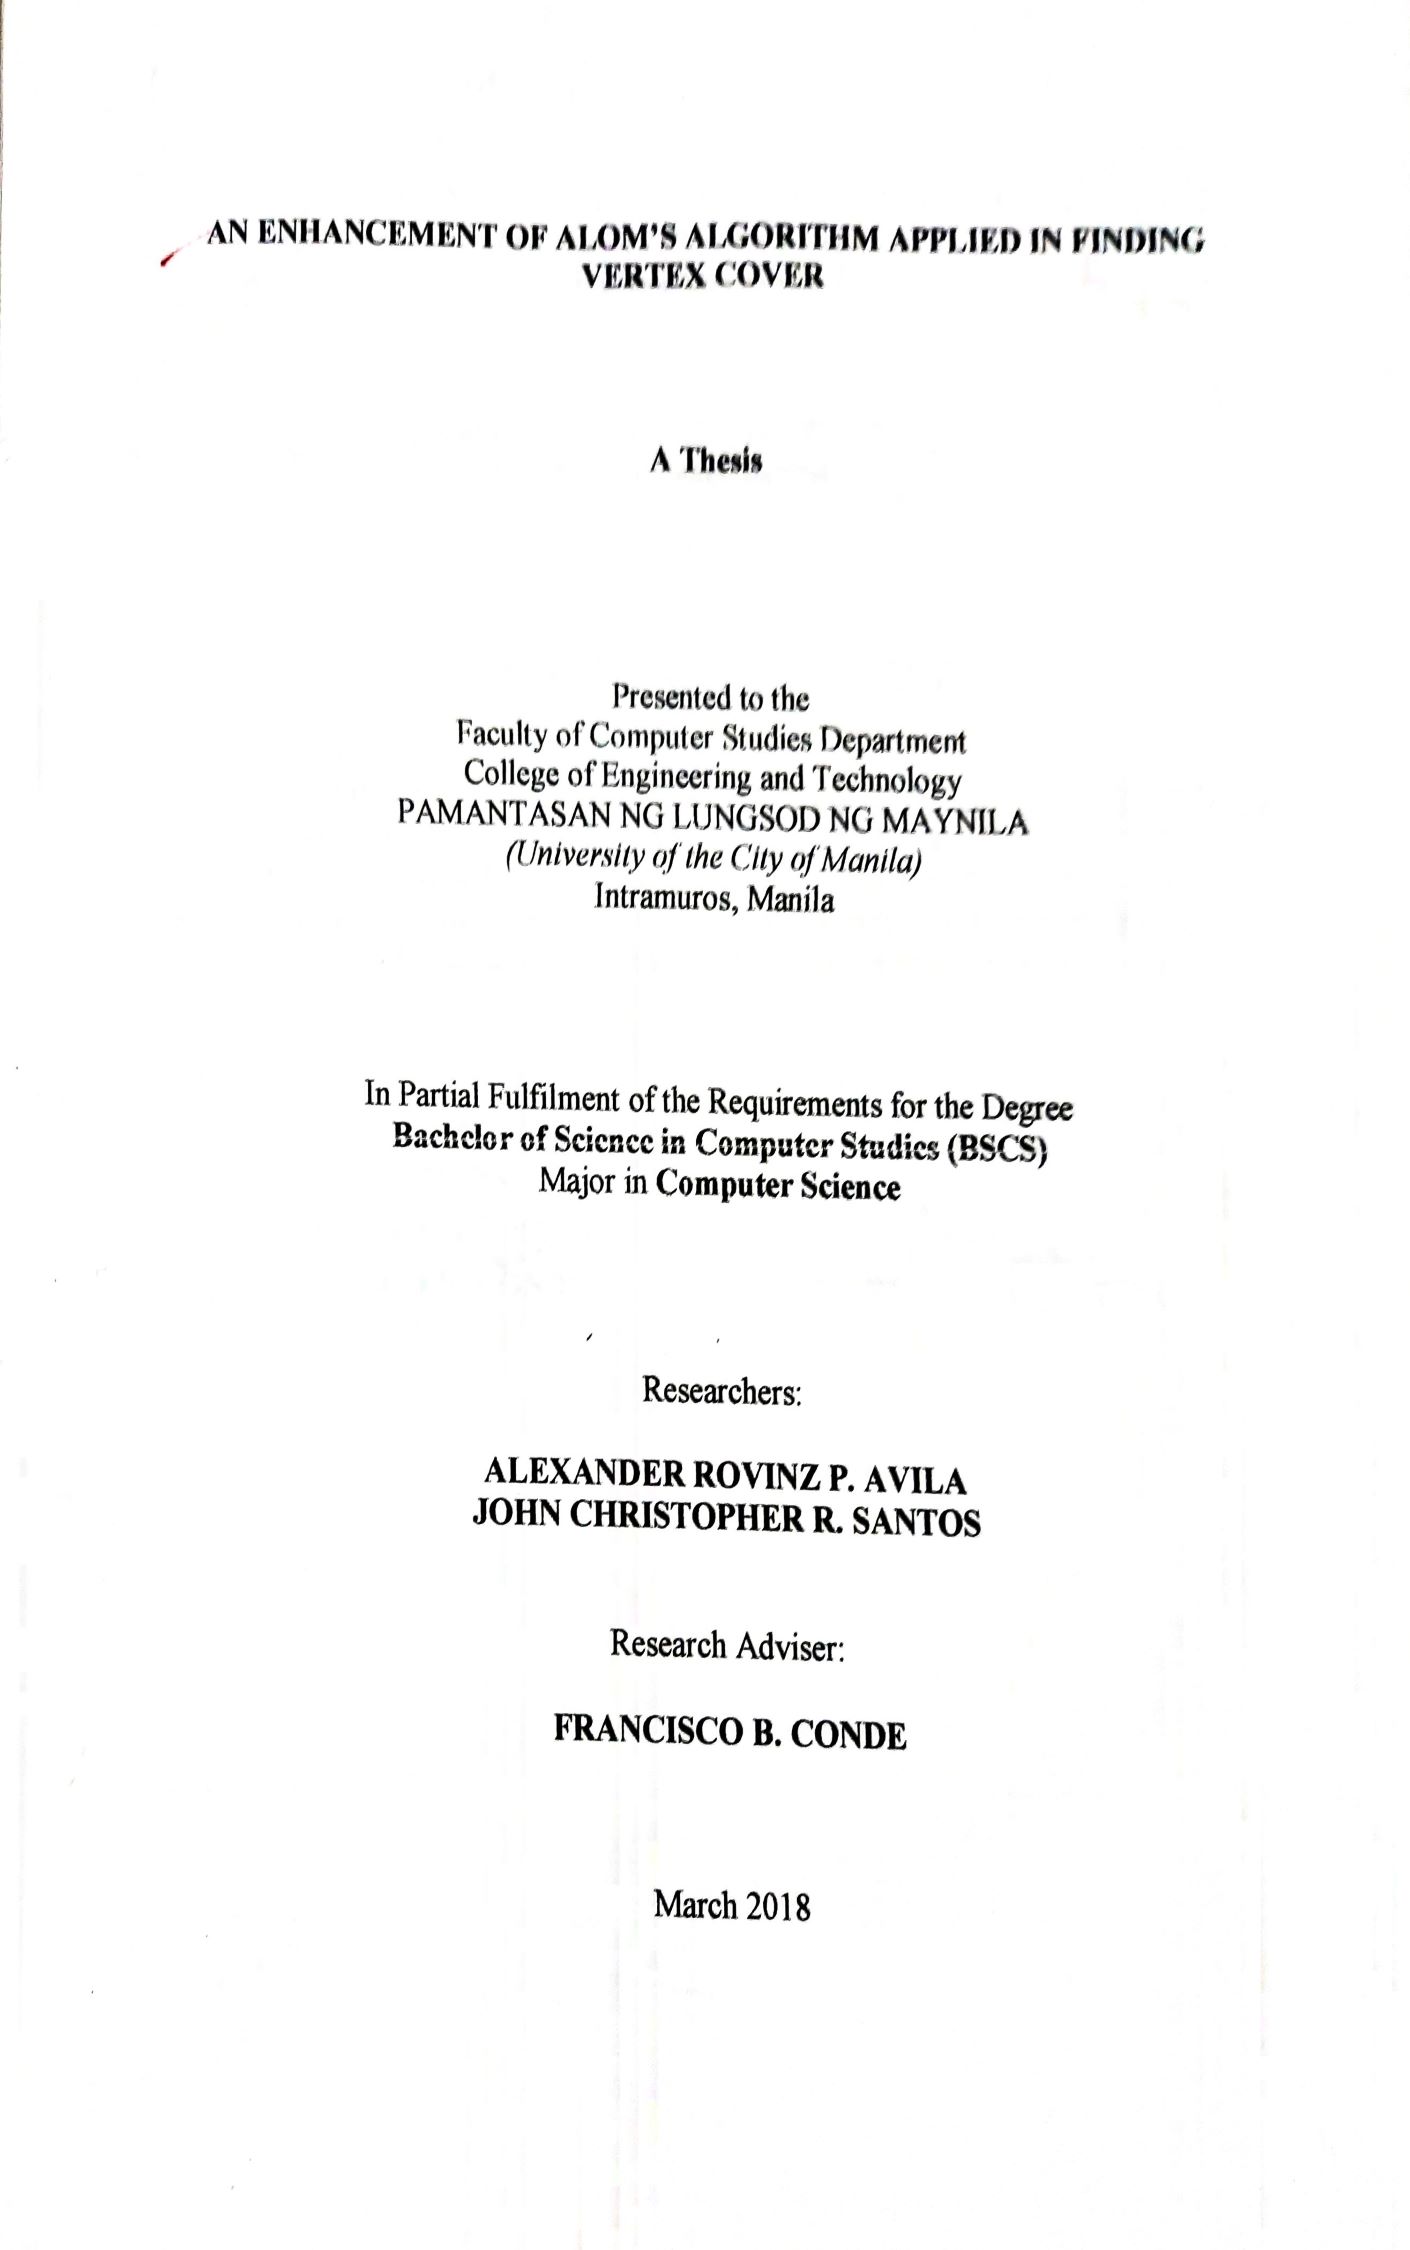 AN ENHANCEMENT OF ALOM'S ALGORITHM APPLIED IN FINDING
VERTEX COVER
A Thesis
Presented to the
Faculty of Computer Studies Department
College of Engineering and Technology
PAMANTASAN NG LUNGSOD NG MAYNILA
(University of the City of Manila)
Intramuros, Manila
In Partial Fulfilment of the Requirements for the Degree
Bachelor of Science in Computer Studies (BSCS)
Major in Computer Science
Researchers:
ALEXANDER ROVINZ P. AVILA
JOHN CHRISTOPHER R. SANTOS
Research Adviser:
FRANCISCO B. CONDE
March 2018